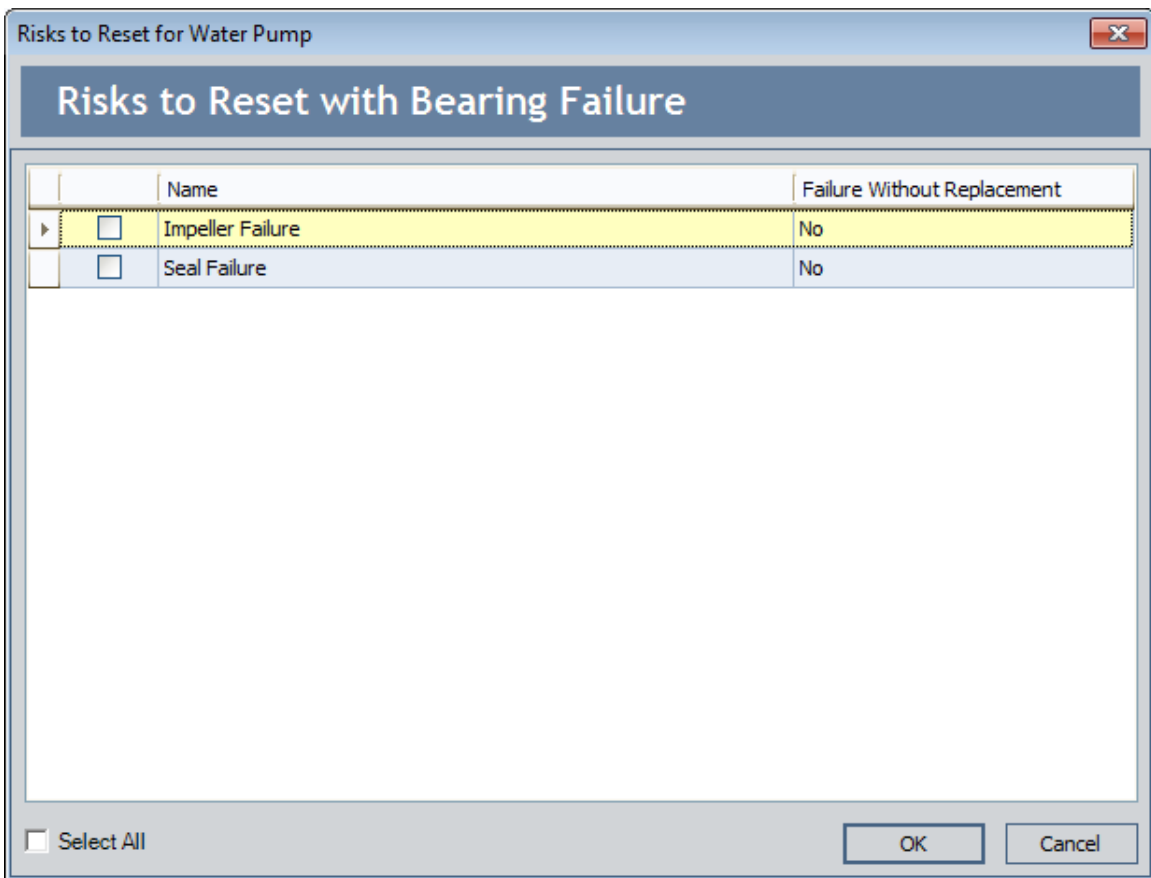 Risks to Reset for Water Pump
Risks to Reset with Bearing Failure
Name Failure Without Replacement
Impeller Failure No
Seal Failure No
Select All OK Cancel